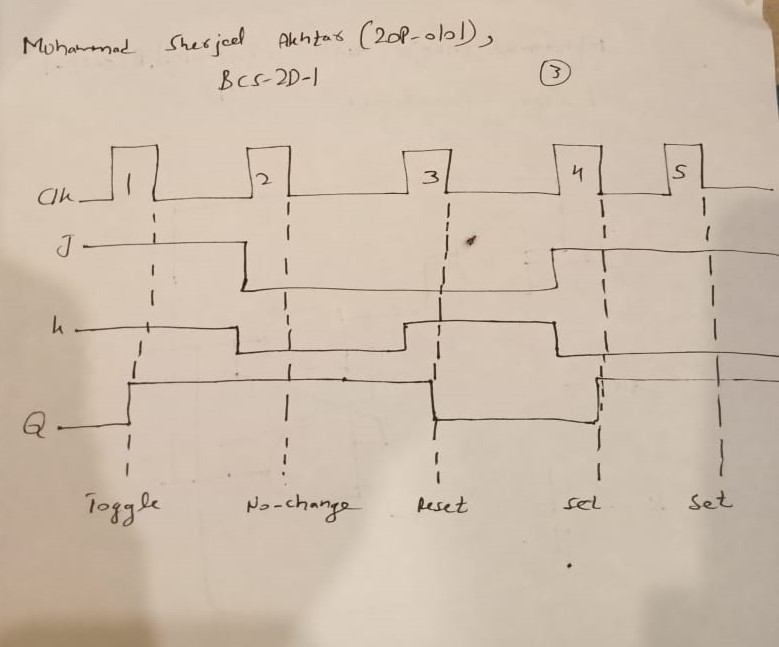 Muhammad Sherjeel Akhtar (20P-0101),
BCS-2D-1
3
Clk 1 2 3 4 5
J
k
Q
Toggle No-change Reset Set Set